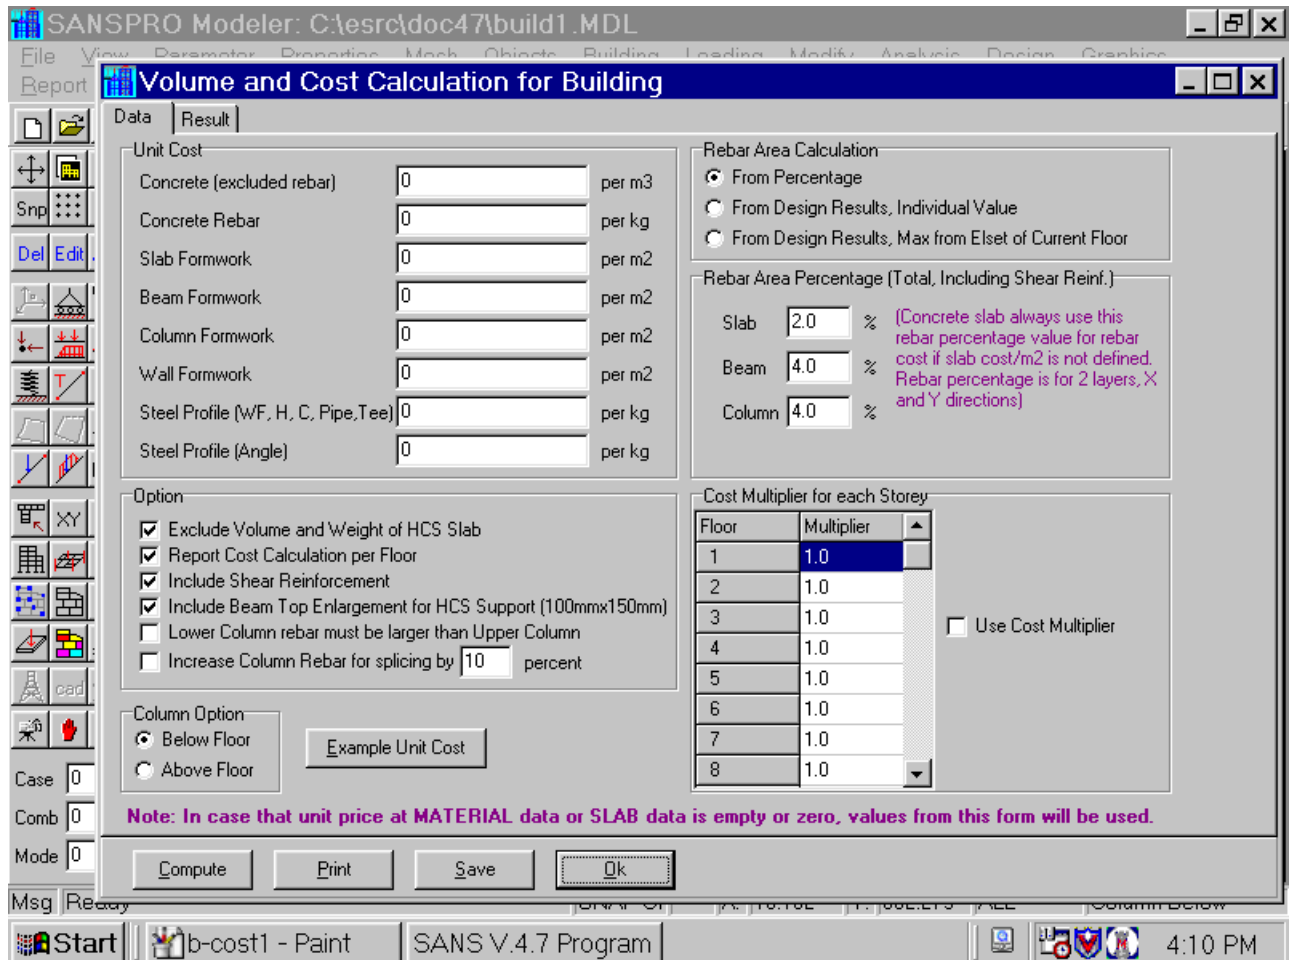 SANSPRO Modeler: C:\esrc\doc47\build1.MDL
File View Parameter Properties Mesh Objects Building Loading Modify Analysis Design Graphics
Report
Volume and Cost Calculation for Building
Data Result
Unit Cost
Concrete (excluded rebar) 0 per m3
Concrete Rebar 0 per kg
Slab Formwork 0 per m2
Beam Formwork 0 per m2
Column Formwork 0 per m2
Wall Formwork 0 per m2
Steel Profile (WF, H, C, Pipe,Tee) 0 per kg
Steel Profile (Angle) 0 per kg
Rebar Area Calculation
From Percentage
From Design Results, Individual Value
From Design Results, Max from Elset of Current Floor
Rebar Area Percentage (Total, Including Shear Reinf.)
Slab 2.0 %
Beam 4.0 %
Column 4.0 %
(Concrete slab always use this
rebar percentage value for rebar
cost if slab cost/m2 is not defined.
Rebar percentage is for 2 layers, X
and Y directions)
Option
Exclude Volume and Weight of HCS Slab
Report Cost Calculation per Floor
Include Shear Reinforcement
Include Beam Top Enlargement for HCS Support (100mmx150mm)
Lower Column rebar must be larger than Upper Column
Increase Column Rebar for splicing by 10 percent
Cost Multiplier for each Storey
Floor Multiplier
1 1.0
2 1.0
3 1.0
4 1.0
5 1.0
6 1.0
7 1.0
8 1.0
Use Cost Multiplier
Column Option
Below Floor
Above Floor
Example Unit Cost
Note: In case that unit price at MATERIAL data or SLAB data is empty or zero, values from this form will be used.
Compute Print Save Ok
Snp
Del Edit
XY
cad
Case 0
Comb 0
Mode 0
Msg Ready
Start b-cost1 - Paint SANS V.4.7 Program 4:10 PM